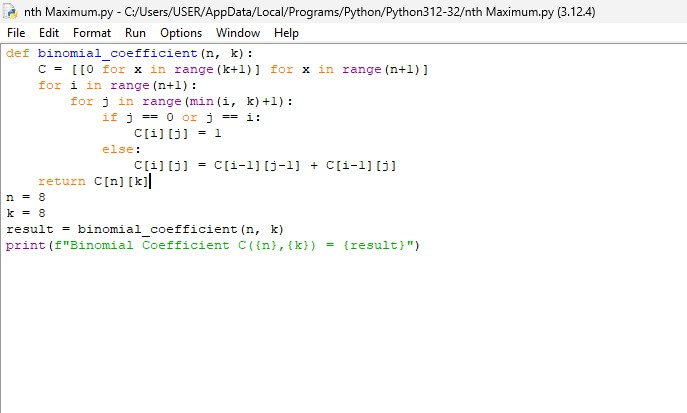 nth Maximum.py - C:/Users/USER/AppData/Local/Programs/Python/Python312-32/nth Maximum.py (3.12.4)
File Edit Format Run Options Window Help
def binomial_coefficient(n, k):
    C = [[0 for x in range(k+1)] for x in range(n+1)]
    for i in range(n+1):
        for j in range(min(i, k)+1):
            if j == 0 or j == i:
                C[i][j] = 1
            else:
                C[i][j] = C[i-1][j-1] + C[i-1][j]
    return C[n][k]
n = 8
k = 8
result = binomial_coefficient(n, k)
print(f"Binomial Coefficient C({n},{k}) = {result}")